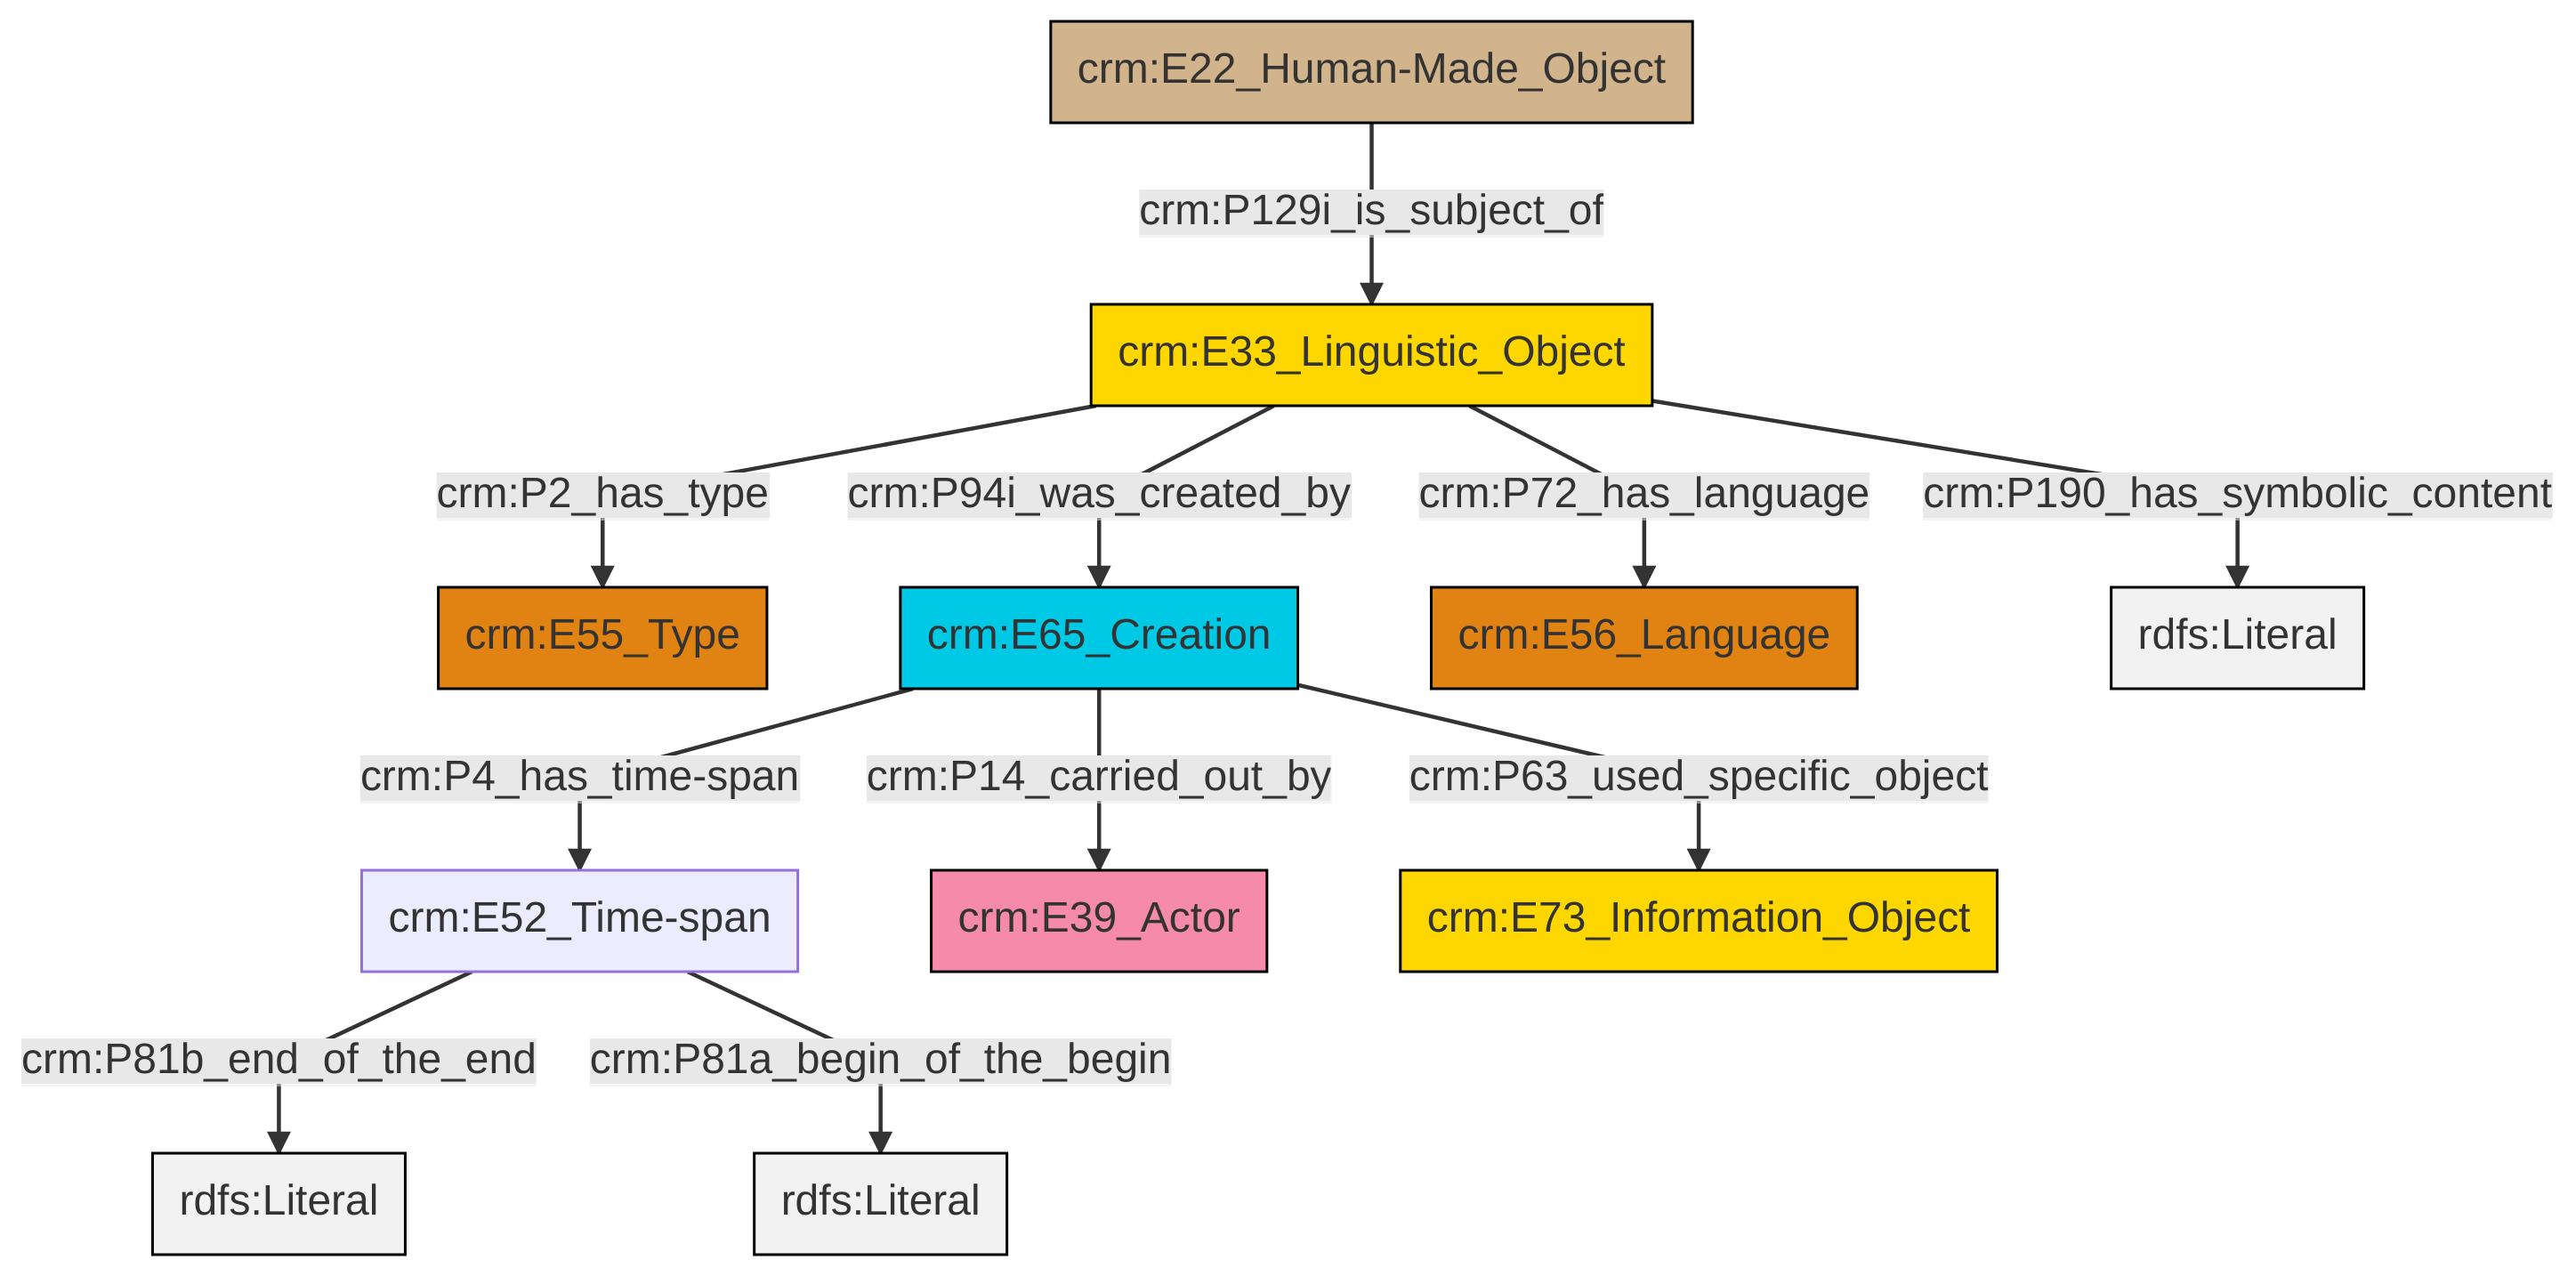 crm:E22_Human-Made_Object
crm:P129i_is_subject_of
crm:E33_Linguistic_Object
crm:P2_has_type
crm:P94i_was_created_by
crm:P72_has_language
crm:P190_has_symbolic_content
crm:E55_Type
crm:E65_Creation
crm:E56_Language
rdfs:Literal
crm:P4_has_time-span
crm:P14_carried_out_by
crm:P63_used_specific_object
crm:E52_Time-span
crm:E39_Actor
crm:E73_Information_Object
crm:P81b_end_of_the_end
crm:P81a_begin_of_the_begin
rdfs:Literal
rdfs:Literal